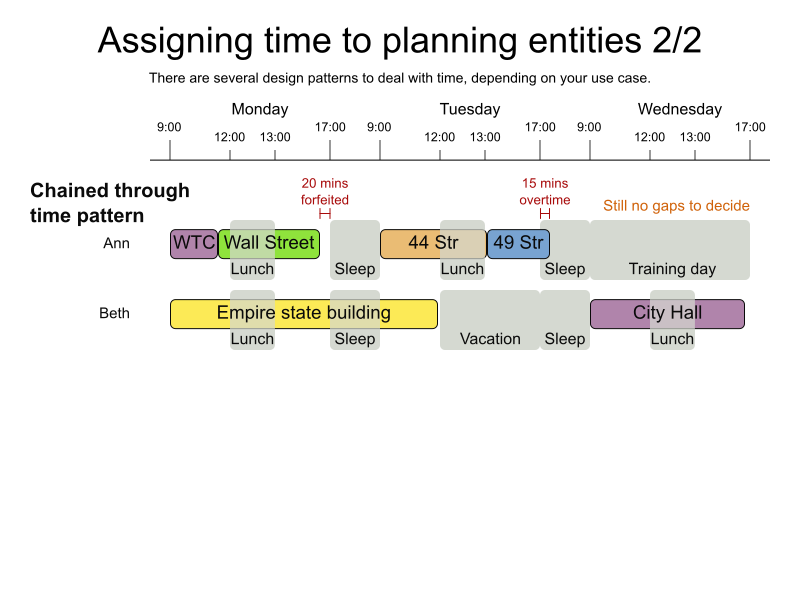 Assigning time to planning entities 2/2
There are several design patterns to deal with time, depending on your use case.
Monday Tuesday Wednesday
9:00 12:00 13:00 17:00 9:00 12:00 13:00 17:00 9:00 12:00 13:00 17:00
Chained through
time pattern
20 mins
forfeited
15 mins
overtime
Still no gaps to decide
Ann WTC Wall Street 44 Str 49 Str
Lunch Sleep Lunch Sleep Training day
Beth Empire state building City Hall
Lunch Sleep Vacation Sleep Lunch